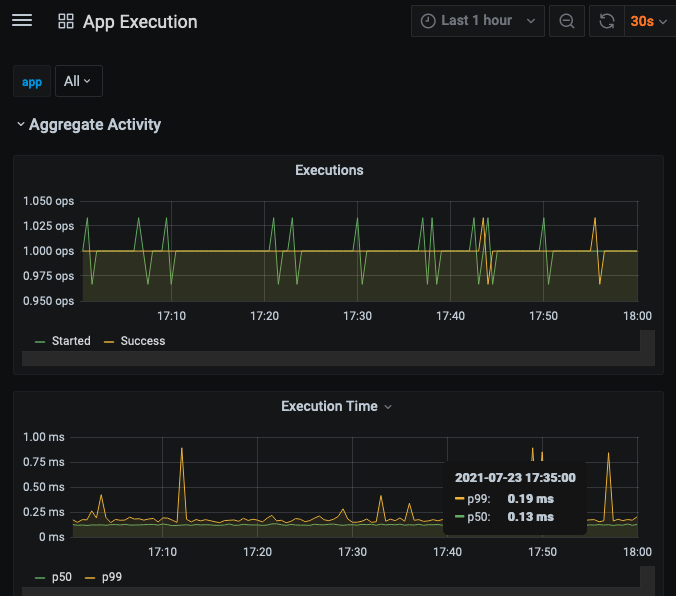 App Execution
Last 1 hour
30s
app
All
Aggregate Activity
Executions
1.050 ops
1.025 ops
1.000 ops
0.975 ops
0.950 ops
17:10 17:20 17:30 17:40 17:50 18:00
Started Success
Execution Time
1.00 ms
0.75 ms
0.50 ms
0.25 ms
0 ms
2021-07-23 17:35:00
p99: 0.19 ms
p50: 0.13 ms
17:10 17:20 17:30 17:40 17:50 18:00
p50 p99